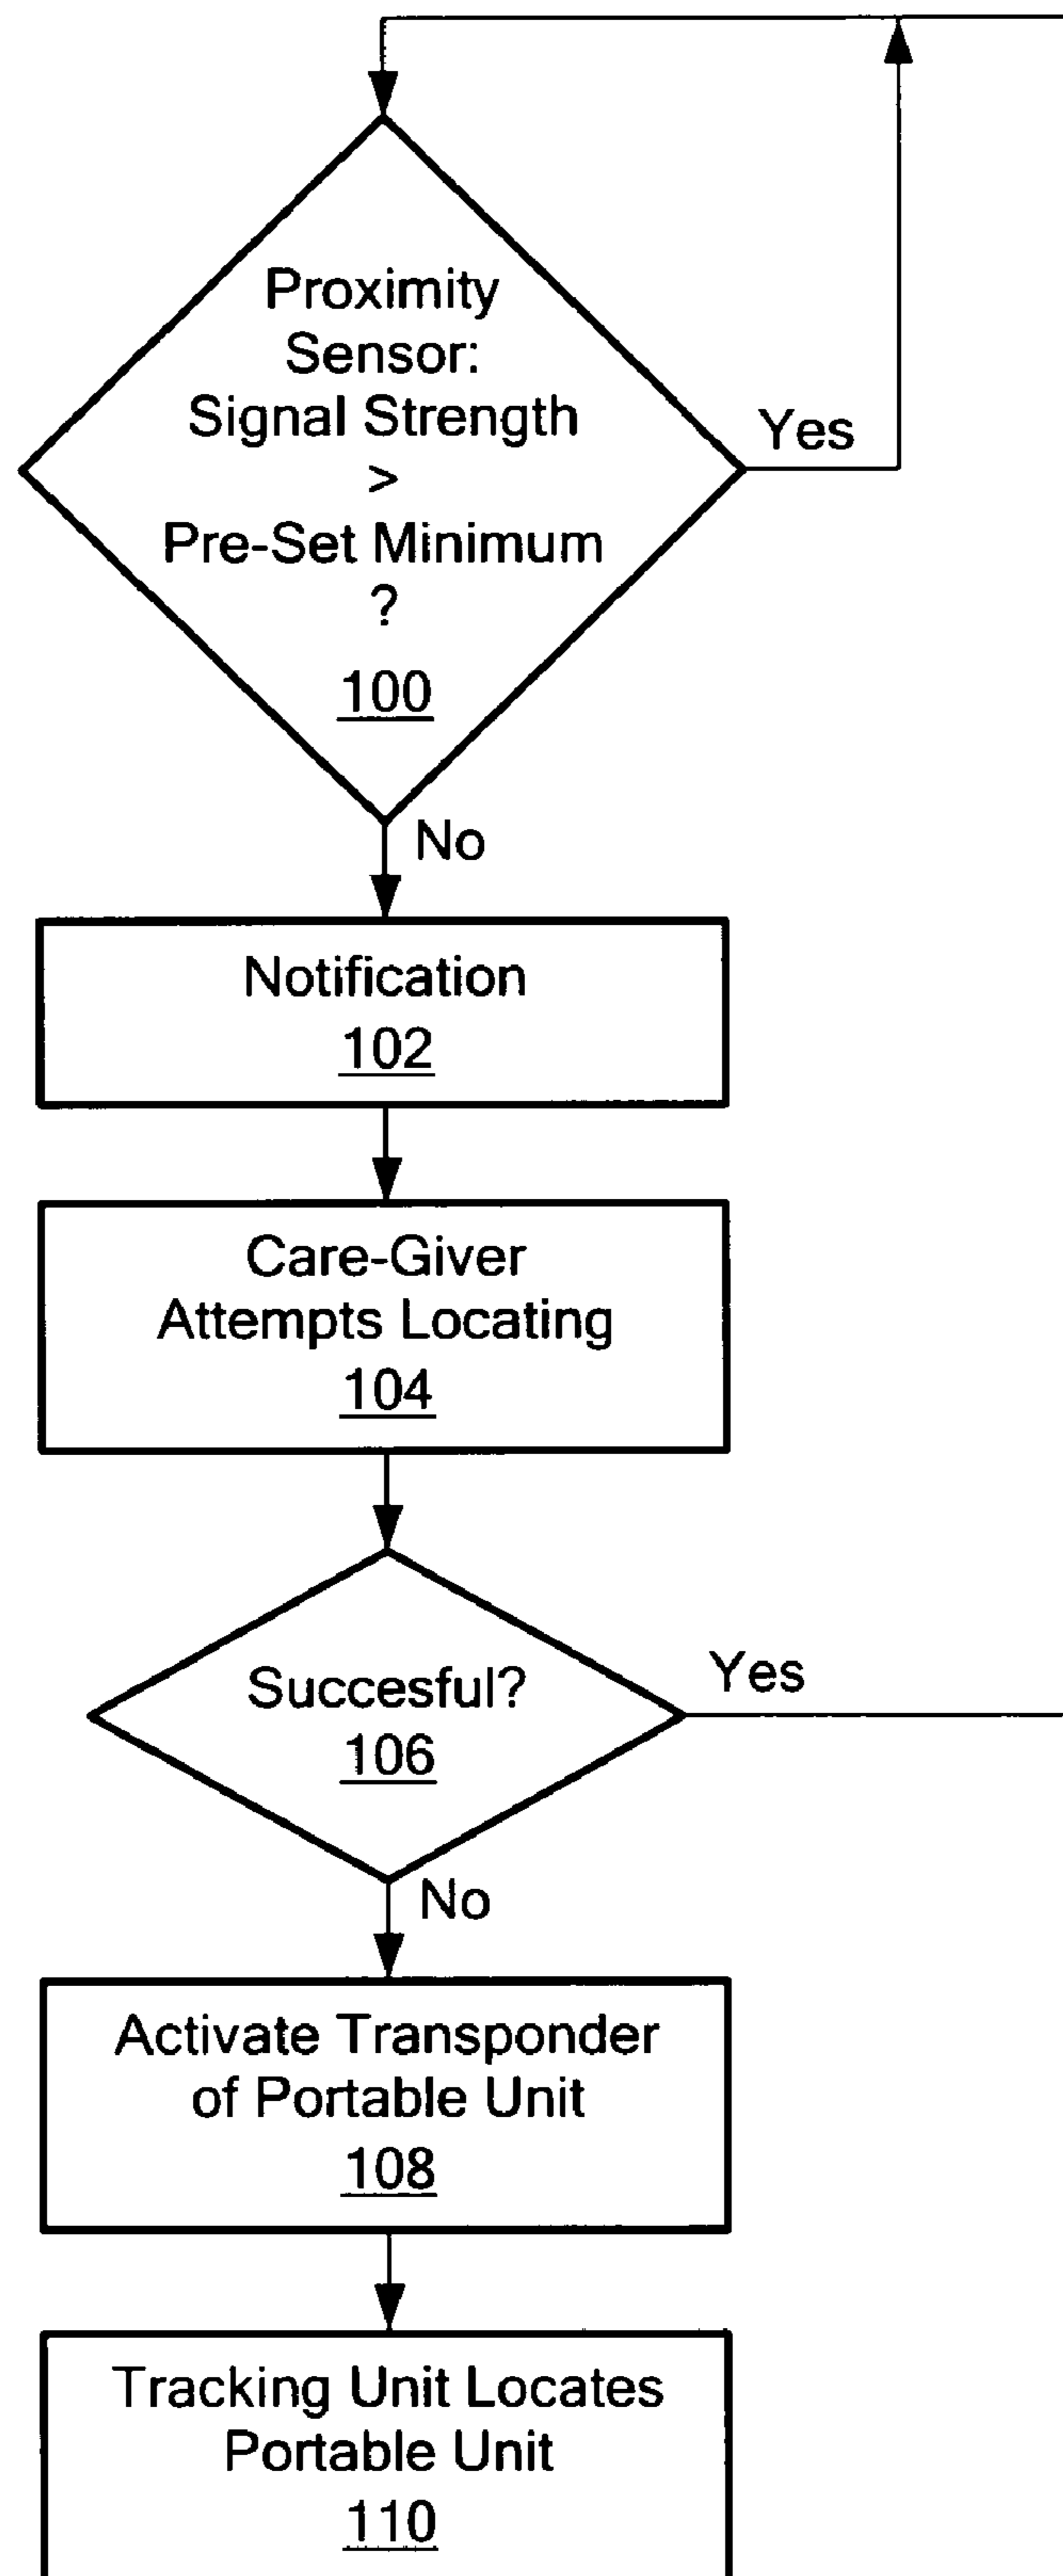 Proximity
Sensor:
Signal Strength
>
Pre-Set Minimum
?
100
Yes
No
Notification
102
Care-Giver
Attempts Locating
104
Succesful?
106
Yes
No
Activate Transponder
of Portable Unit
108
Tracking Unit Locates
Portable Unit
110